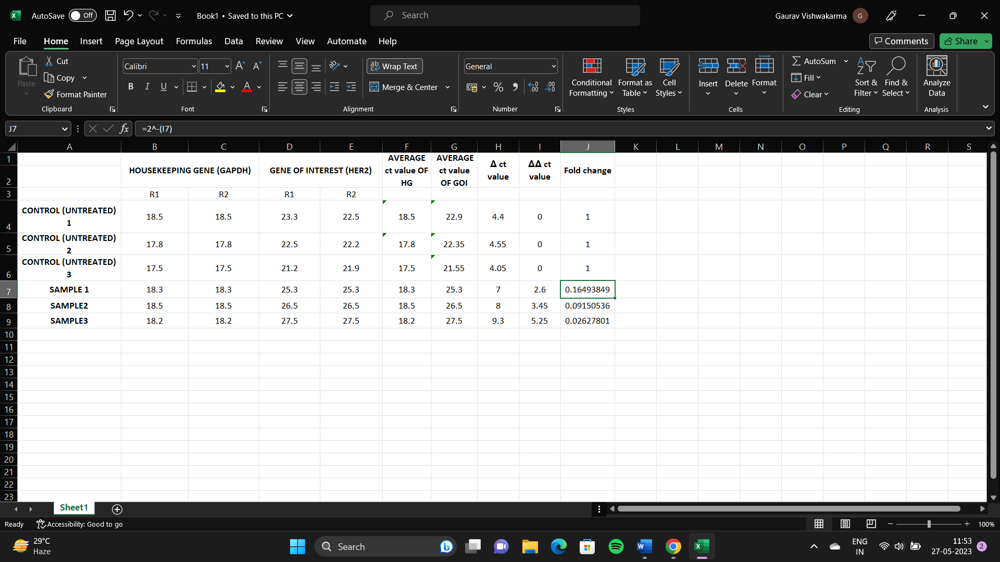 AutoSave Off Book1 • Saved to this PC Search Gaurav Vishwakarma G
File Home Insert Page Layout Formulas Data Review View Automate Help Comments Share
Paste Cut Copy Format Painter Clipboard
Calibri 11 A A B I U A Font
ab Wrap Text Merge & Center Alignment
General % , .00 Number
Conditional Formatting Format as Table Cell Styles Styles
Insert Delete Format Cells
AutoSum Fill Clear Sort & Filter Find & Select Editing
Analyze Data Analysis
J7 fx =2^-(I7)
A B C D E F G H I J K L M N O P Q R S
1
2 HOUSEKEEPING GENE (GAPDH) GENE OF INTEREST (HER2) AVERAGE ct value OF HG AVERAGE ct value OF GOI Δ ct value ΔΔ ct value Fold change
3 R1 R2 R1 R2
4 CONTROL (UNTREATED) 1 18.5 18.5 23.3 22.5 18.5 22.9 4.4 0 1
5 CONTROL (UNTREATED) 2 17.8 17.8 22.5 22.2 17.8 22.35 4.55 0 1
6 CONTROL (UNTREATED) 3 17.5 17.5 21.2 21.9 17.5 21.55 4.05 0 1
7 SAMPLE 1 18.3 18.3 25.3 25.3 18.3 25.3 7 2.6 0.16493849
8 SAMPLE2 18.5 18.5 26.5 26.5 18.5 26.5 8 3.45 0.09150536
9 SAMPLE3 18.2 18.2 27.5 27.5 18.2 27.5 9.3 5.25 0.02627801
10
11
12
13
14
15
16
17
18
19
20
21
22
23
Sheet1
Ready Accessibility: Good to go 100%
29°C Haze Search ENG IN 11:53 27-05-2023 2